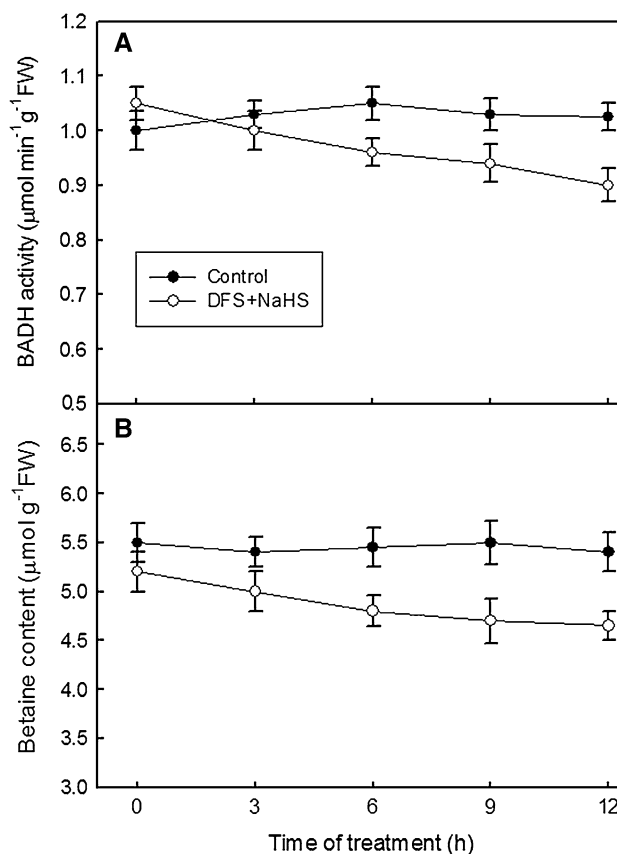 A
1.2
1.1
1.0
0.9
0.8
0.7
0.6
0.5
BADH activity (μmol min⁻¹ g⁻¹ FW)
Control
DFS+NaHS
B
6.5
6.0
5.5
5.0
4.5
4.0
3.5
3.0
Betaine content (μmol g⁻¹FW)
0 3 6 9 12
Time of treatment (h)